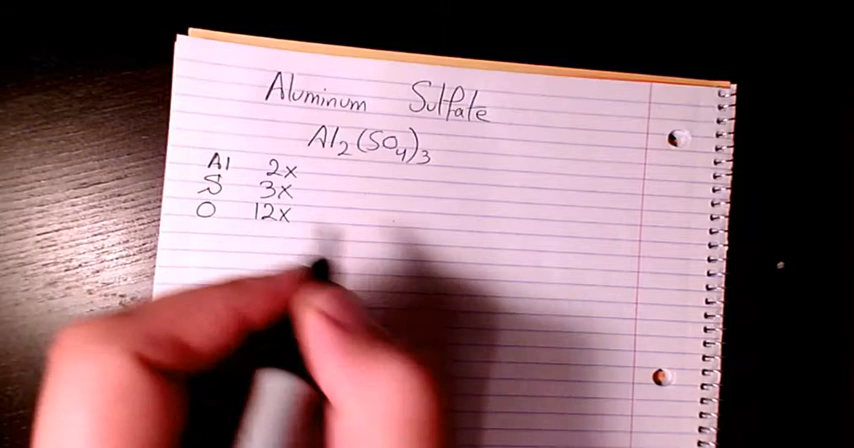 Aluminum Sulfate
Al₂(SO₄)₃
Al 2x
S 3x
O 12x